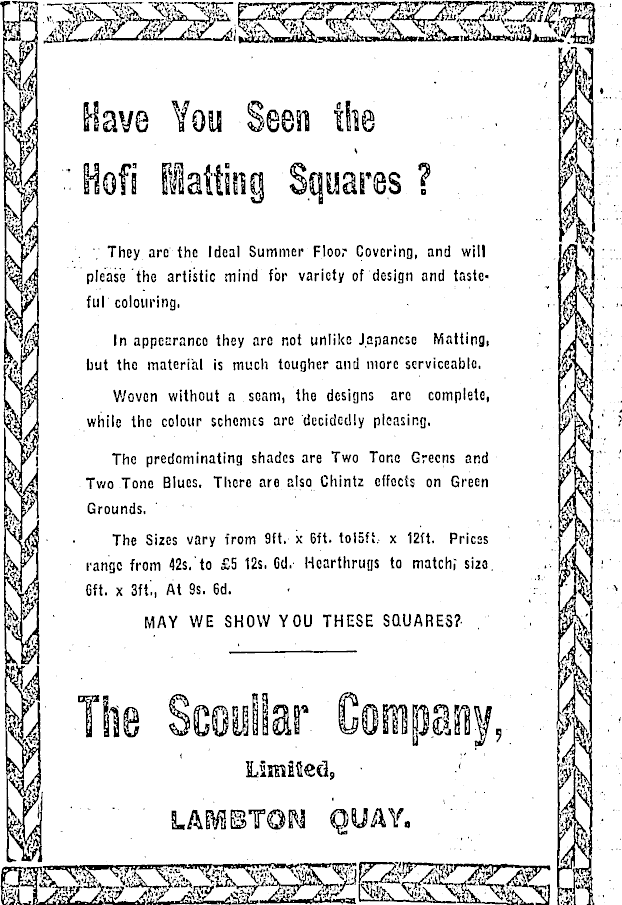 Have You Seen the
Hofi Matting Squares ?
They are the Ideal Summer Floor Covering, and will
please the artistic mind for variety of design and taste-
ful colouring.
In appearance they are not unlike Japanese Matting,
but the material is much tougher and more serviceable.
Woven without a seam, the designs are complete,
while the colour schemes are decidedly pleasing.
The predominating shades are Two Tone Greens and
Two Tone Blues. There are also Chintz effects on Green
Grounds.
The Sizes vary from 9ft. x 6ft. to15ft. x 12ft. Prices
range from 42s. to £5 12s. 6d. Hearthrugs to match, size
6ft. x 3ft., At 9s. 6d.
MAY WE SHOW YOU THESE SQUARES?
The Scoullar Company,
Limited,
LAMBTON QUAY.